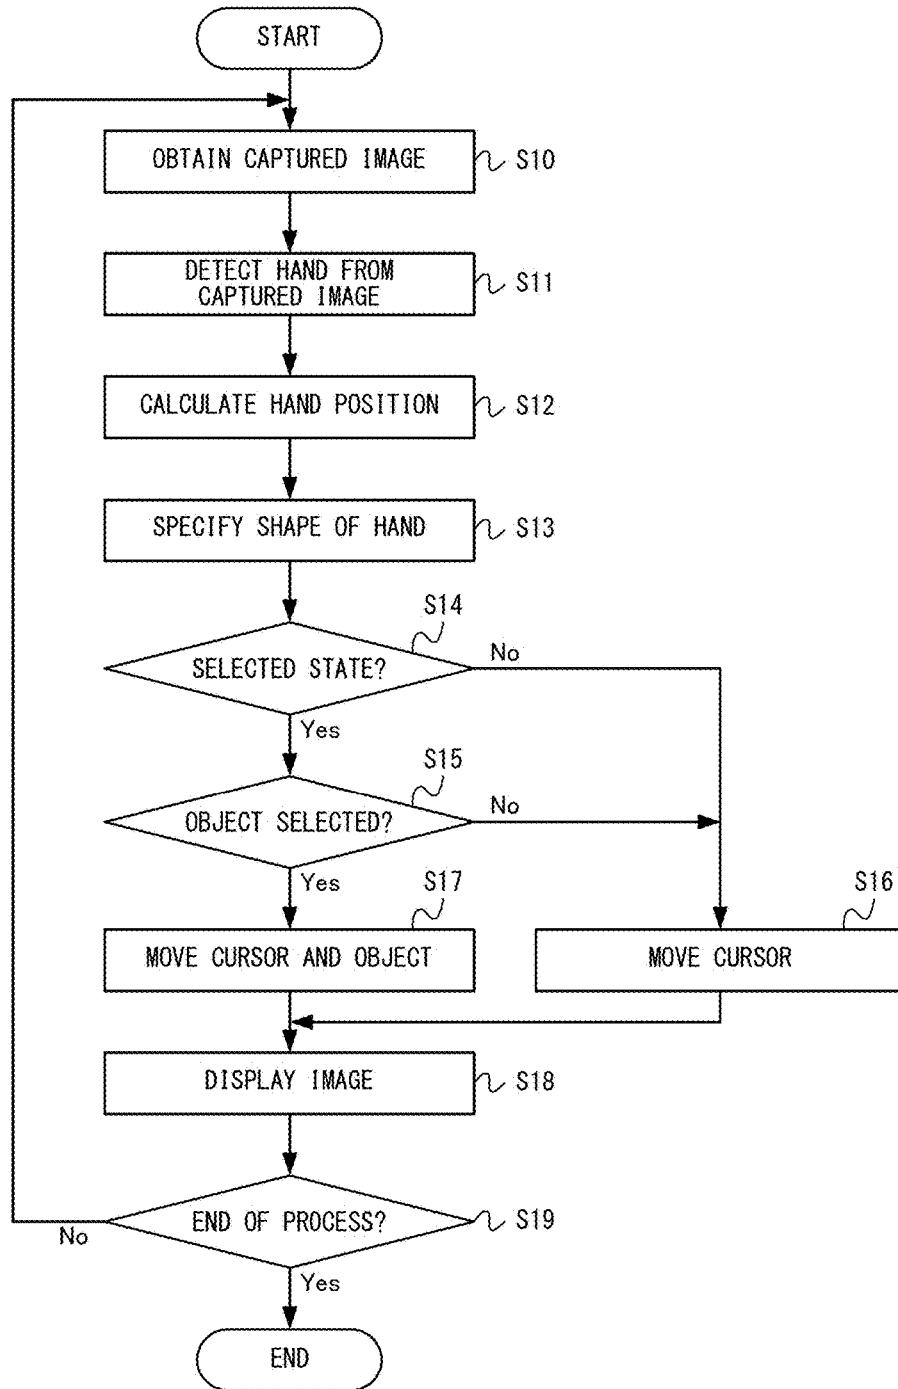 START
OBTAIN CAPTURED IMAGE
S10
DETECT HAND FROM
CAPTURED IMAGE
S11
CALCULATE HAND POSITION
S12
SPECIFY SHAPE OF HAND
S13
S14
SELECTED STATE?
No
Yes
S15
OBJECT SELECTED?
No
Yes
S17
S16
MOVE CURSOR AND OBJECT
MOVE CURSOR
DISPLAY IMAGE
S18
END OF PROCESS?
S19
No
Yes
END